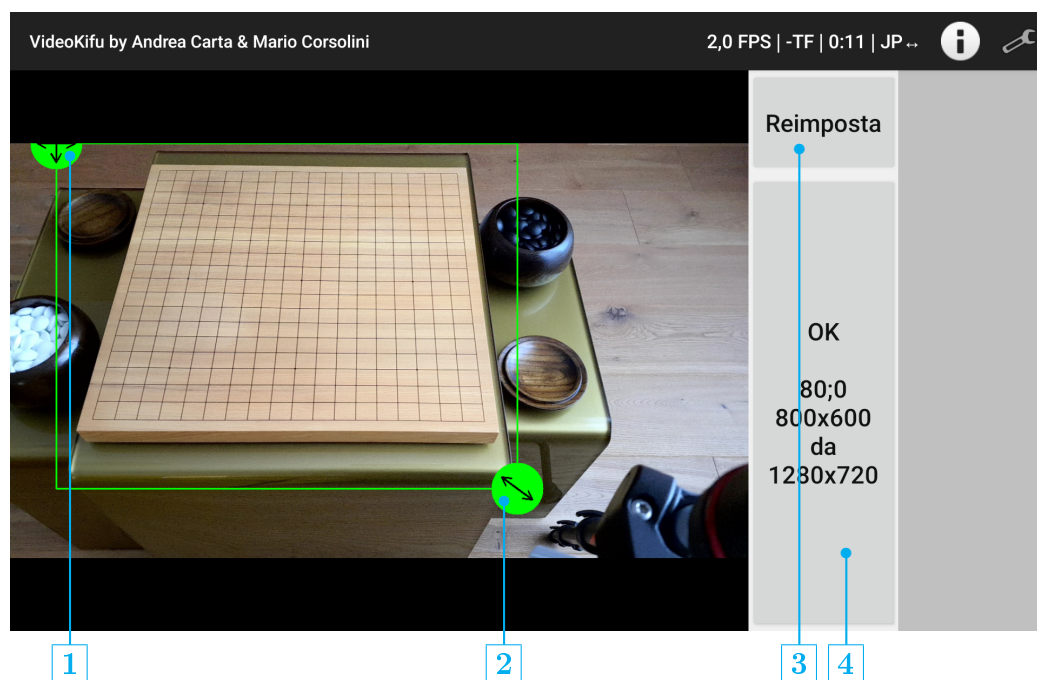 VideoKifu by Andrea Carta & Mario Corsolini
2,0 FPS | -TF | 0:11 | JP↔
Reimposta
OK
80;0
800x600
da
1280x720
1
2
3
4